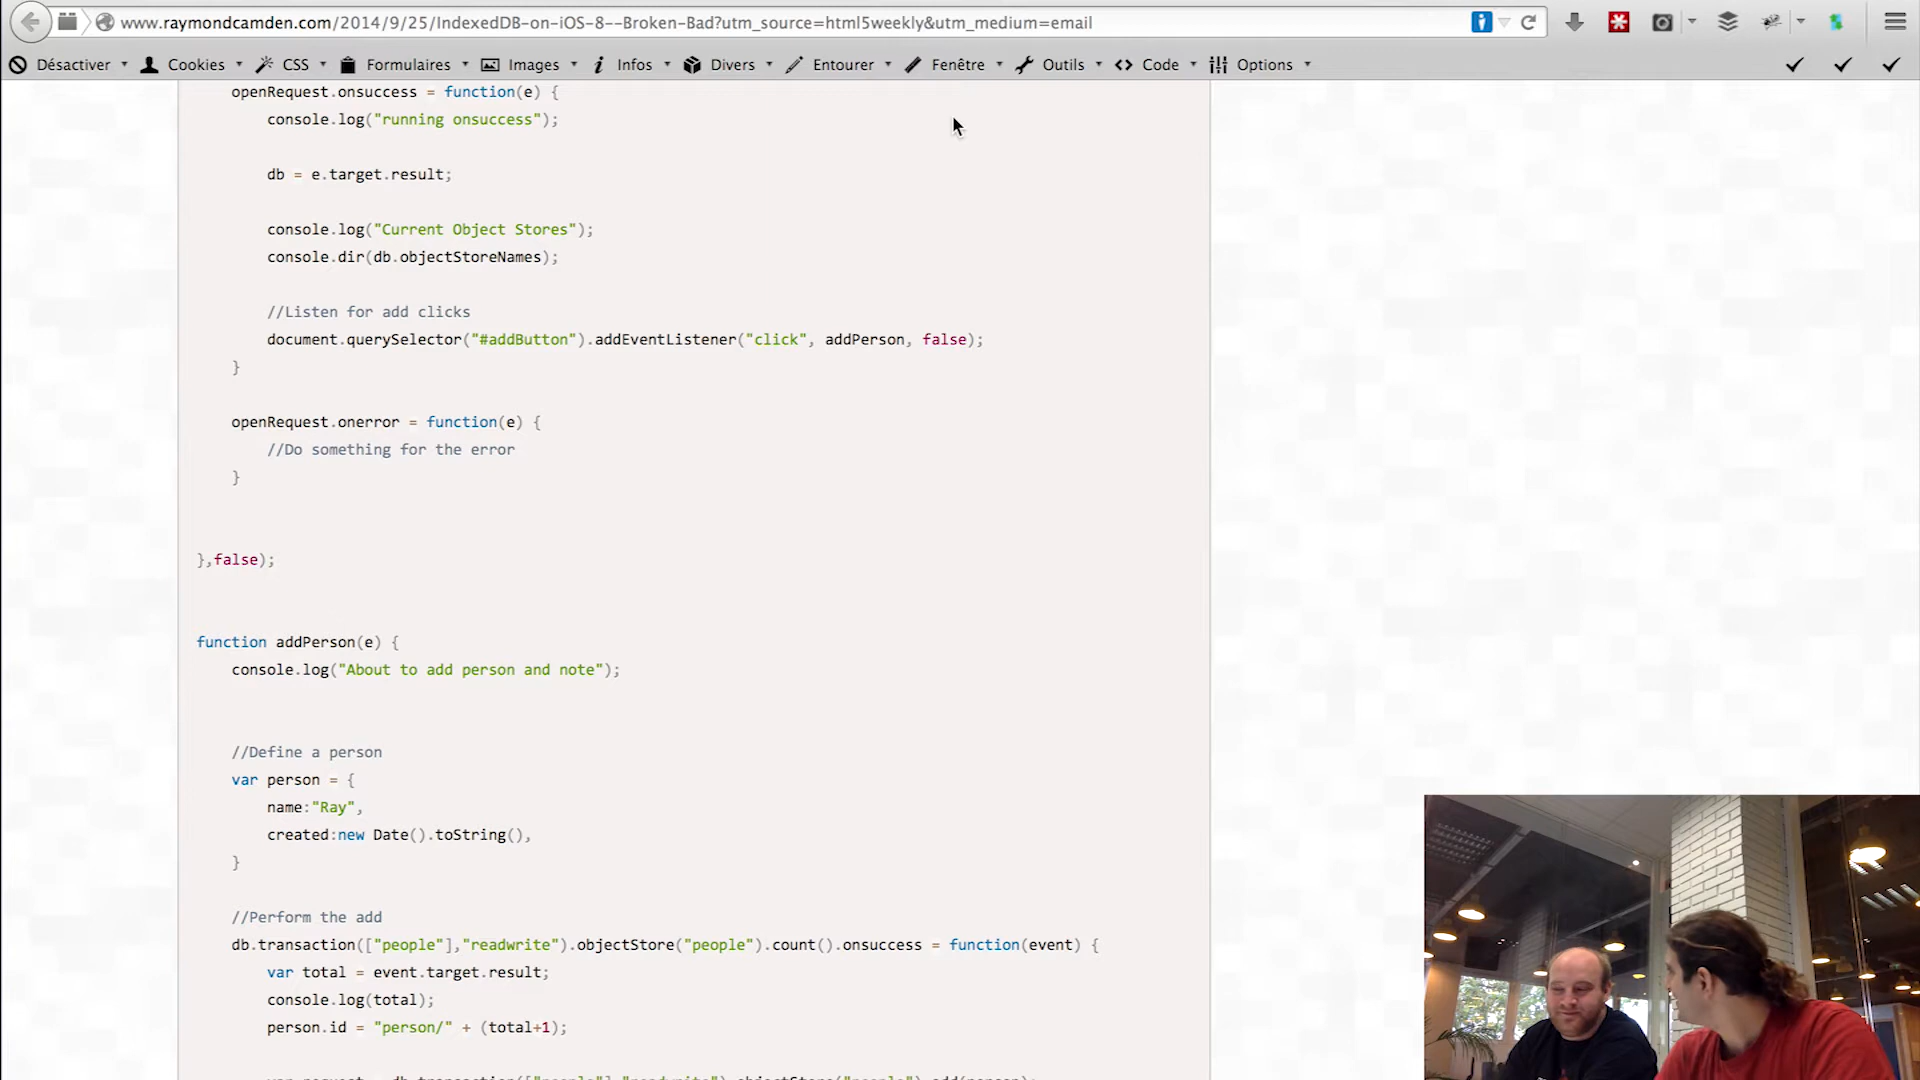 www.raymondcamden.com/2014/9/25/IndexedDB-on-iOS-8--Broken-Bad?utm_source=html5weekly&utm_medium=email
Désactiver Cookies CSS Formulaires Images Infos Divers Entourer Fenêtre Outils Code Options
openRequest.onsuccess = function(e) {
console.log("running onsuccess");
db = e.target.result;
console.log("Current Object Stores");
console.dir(db.objectStoreNames);
//Listen for add clicks
document.querySelector("#addButton").addEventListener("click", addPerson, false);
}
openRequest.onerror = function(e) {
//Do something for the error
}
},false);
function addPerson(e) {
console.log("About to add person and note");
//Define a person
var person = {
name:"Ray",
created:new Date().toString(),
}
//Perform the add
db.transaction(["people"],"readwrite").objectStore("people").count().onsuccess = function(event) {
var total = event.target.result;
console.log(total);
person.id = "person/" + (total+1);